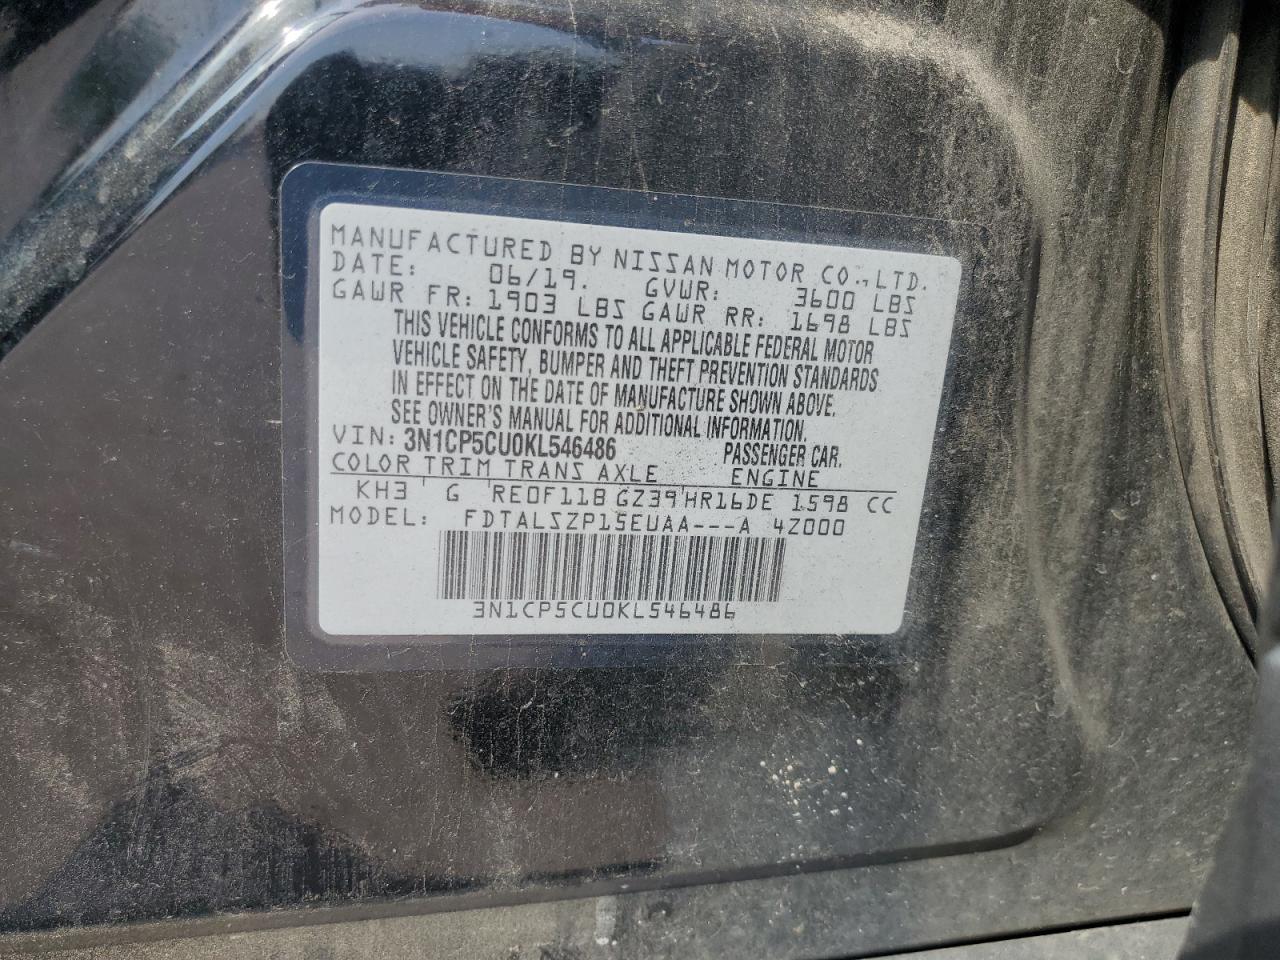 MANUFACTURED BY NISSAN MOTOR CO., LTD.
DATE: 06/19. GVWR: 3600 LBS
GAWR FR: 1903 LBS GAWR RR: 1698 LBS
THIS VEHICLE CONFORMS TO ALL APPLICABLE FEDERAL MOTOR
VEHICLE SAFETY, BUMPER AND THEFT PREVENTION STANDARDS
IN EFFECT ON THE DATE OF MANUFACTURE SHOWN ABOVE.
SEE OWNER'S MANUAL FOR ADDITIONAL INFORMATION.
VIN: 3N1CP5CU0KL546486 PASSENGER CAR.
COLOR TRIM TRANS AXLE ENGINE
KH3 G RE0F11B GZ39 HR16DE 1.598 CC
MODEL: FDTALSZP15EUAA---A 4Z000
3N1CP5CU0KL546486